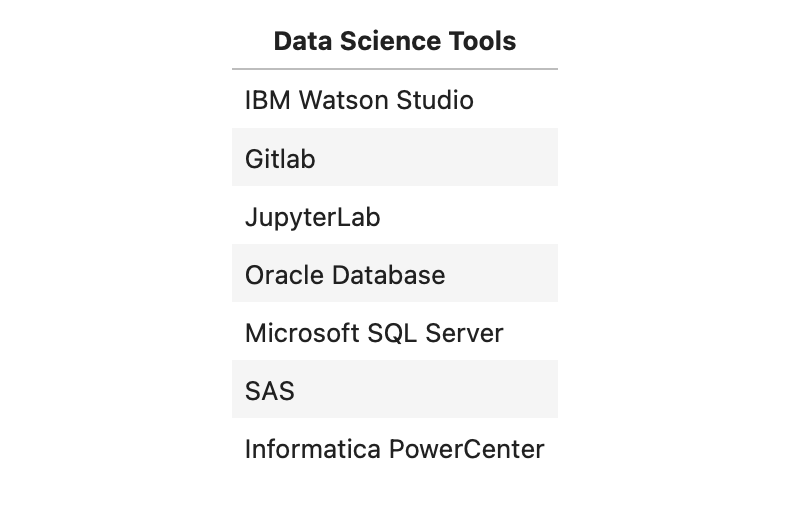 Data Science Tools
IBM Watson Studio
Gitlab
JupyterLab
Oracle Database
Microsoft SQL Server
SAS
Informatica PowerCenter